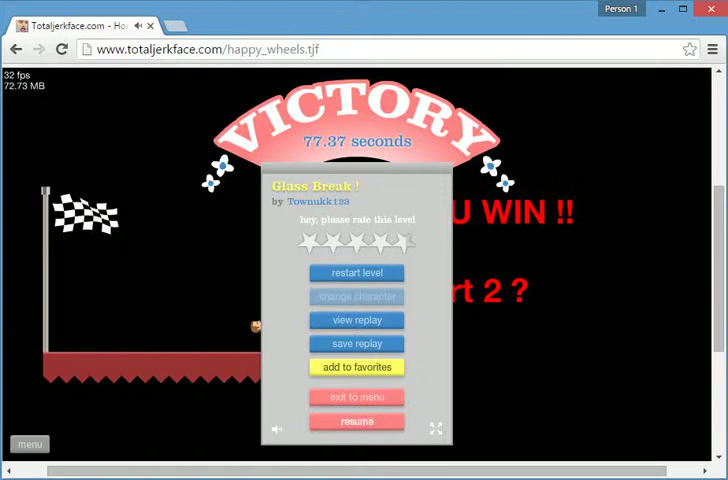 Person 1
Totaljerkface.com - Ho
www.totaljerkface.com/happy_wheels.tjf
32 fps
72.73 MB
VICTORY
77.37 seconds
Glass Break !
by Townukk123
hey, please rate this level
U WIN !!
rt 2 ?
restart level
change character
view replay
save replay
add to favorites
exit to menu
resume
menu